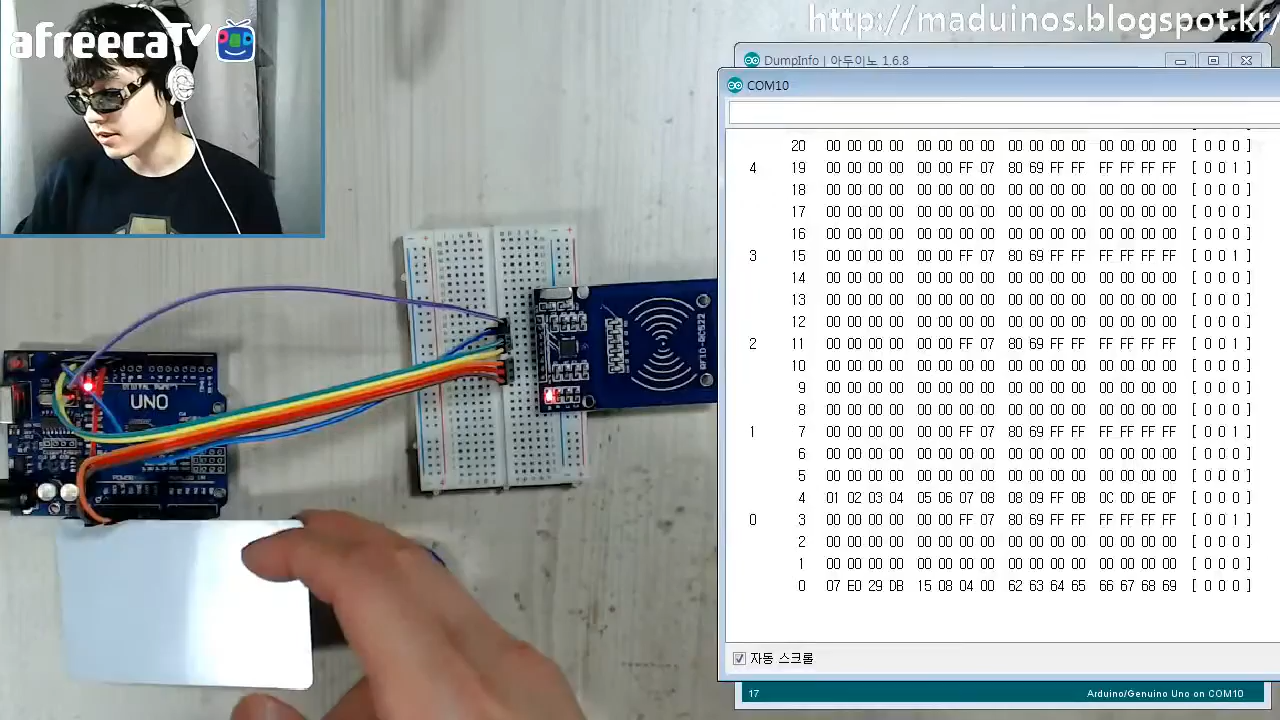 afreecaTV
http://naduinos.blogspot.kr
DumpInfo | 아두이노 1.6.8
COM10
2Д 00 00 00 00 00 00 00 00 00 00 00 00 00 00 00 00 [ 0 0 0 ]
4 19 00 00 00 00 00 00 FF 07 80 69 FF FF FF FF FF FF [ 0 0 1 ]
18 00 00 00 00 00 00 00 00 00 00 00 00 00 00 00 00 [ 0 0 0 ]
17 00 00 00 00 00 00 00 00 00 00 00 00 00 00 00 00 [ 0 0 0 ]
16 00 00 00 00 00 00 00 00 00 00 00 00 00 00 00 00 [ 0 0 0 ]
3 15 00 00 00 00 00 00 FF 07 80 69 FF FF FF FF FF FF [ 0 0 1 ]
14 00 00 00 00 00 00 00 00 00 00 00 00 00 00 00 00 [ 0 0 0 ]
13 00 00 00 00 00 00 00 00 00 00 00 00 00 00 00 00 [ 0 0 0 ]
12 00 00 00 00 00 00 00 00 00 00 00 00 00 00 00 00 [ 0 0 0 ]
2 11 00 00 00 00 00 00 FF 07 80 69 FF FF FF FF FF FF [ 0 0 1 ]
10 00 00 00 00 00 00 00 00 00 00 00 00 00 00 00 00 [ 0 0 0 ]
9 00 00 00 00 00 00 00 00 00 00 00 00 00 00 00 00 [ 0 0 0 ]
8 00 00 00 00 00 00 00 00 00 00 00 00 00 00 00 00 [ 0 0 0 ]
1 7 00 00 00 00 00 00 FF 07 80 69 FF FF FF FF FF FF [ 0 0 1 ]
6 00 00 00 00 00 00 00 00 00 00 00 00 00 00 00 00 [ 0 0 0 ]
5 00 00 00 00 00 00 00 00 00 00 00 00 00 00 00 00 [ 0 0 0 ]
4 01 02 03 04 05 06 07 08 08 09 FF 0B 0C 0D 0E 0F [ 0 0 0 ]
0 3 00 00 00 00 00 00 FF 07 80 69 FF FF FF FF FF FF [ 0 0 1 ]
2 00 00 00 00 00 00 00 00 00 00 00 00 00 00 00 00 [ 0 0 0 ]
1 00 00 00 00 00 00 00 00 00 00 00 00 00 00 00 00 [ 0 0 0 ]
0 07 E0 29 DB 15 08 04 00 62 63 64 65 66 67 68 69 [ 0 0 0 ]
자동 스크롤
17 Arduino/Genuino Uno on COM10
UNO
RFID-RC522